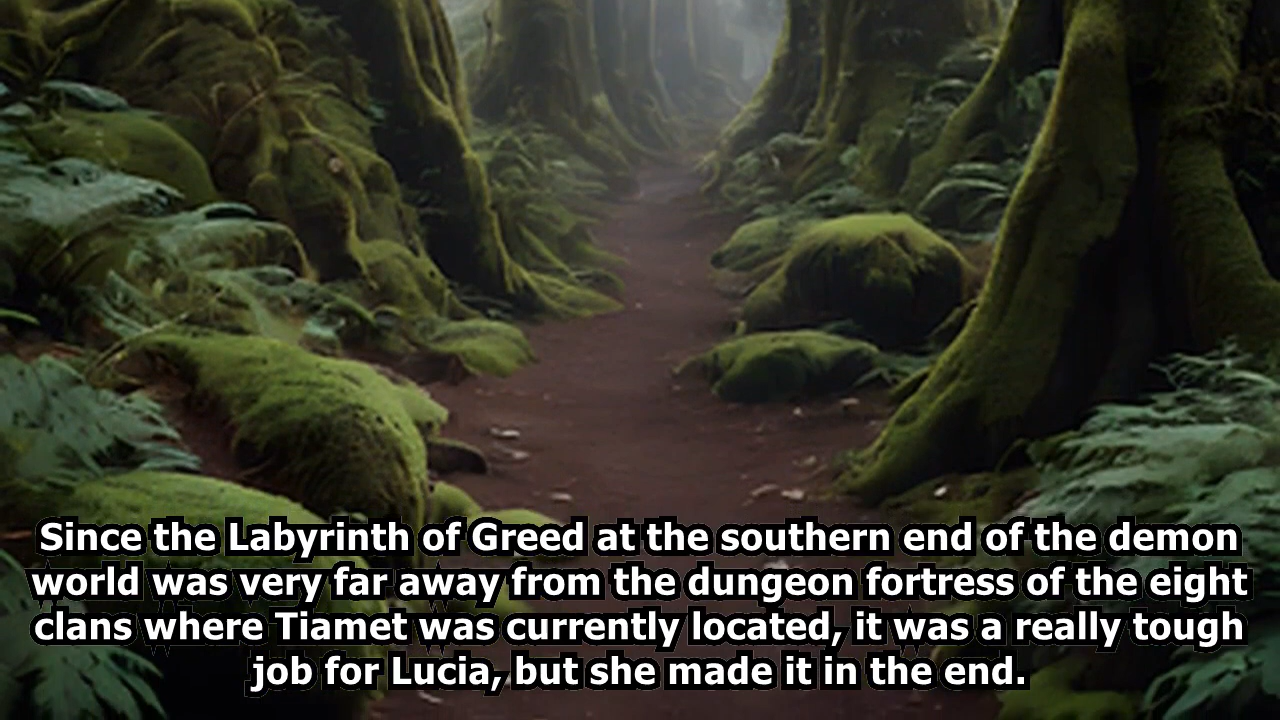 Since the Labyrinth of Greed at the southern end of the demon
world was very far away from the dungeon fortress of the eight
clans where Tiamet was currently located, it was a really tough
job for Lucia, but she made it in the end.